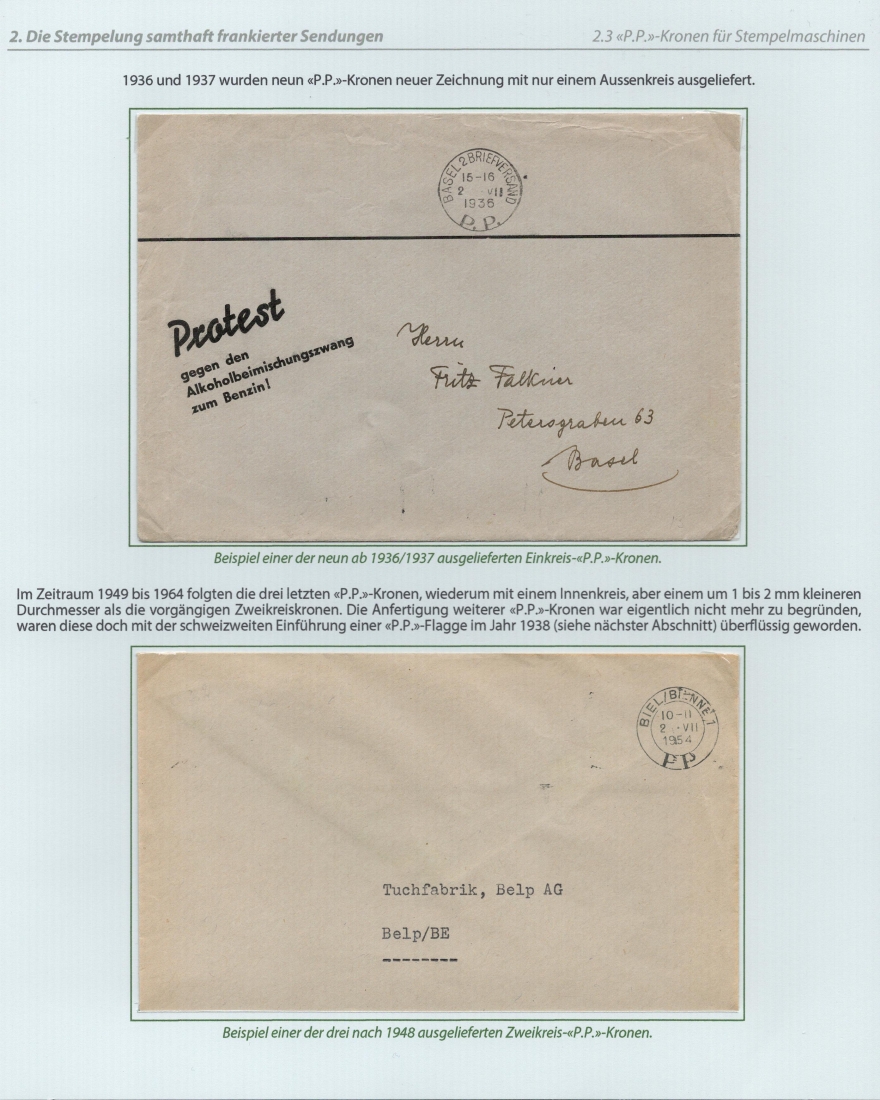 2. Die Stempelung samthaft frankierter Sendungen
2.3 «P.P.»-Kronen für Stempelmaschinen
1936 und 1937 wurden neun «P.P.»-Kronen neuer Zeichnung mit nur einem Aussenkreis ausgeliefert.
BASEL 2 BRIEFVERSAND
15-16
2 VII
1936
P.P.
Protest
gegen den
Alkoholbeimischungszwang
zum Benzin!
Herrn
Fritz Falkner
Petersgraben 63
Basel
Beispiel einer der neun ab 1936/1937 ausgelieferten Einkreis-«P.P.»-Kronen.
Im Zeitraum 1949 bis 1964 folgten die drei letzten «P.P.»-Kronen, wiederum mit einem Innenkreis, aber einem um 1 bis 2 mm kleineren
Durchmesser als die vorgängigen Zweikreiskronen. Die Anfertigung weiterer «P.P.»-Kronen war eigentlich nicht mehr zu begründen,
waren diese doch mit der schweizweiten Einführung einer «P.P.»-Flagge im Jahr 1938 (siehe nächster Abschnitt) überflüssig geworden.
BIEL/BIENNE 1
10-11
2.-VII
1954
P P
Tuchfabrik, Belp AG
Belp/BE
--------
Beispiel einer der drei nach 1948 ausgelieferten Zweikreis-«P.P.»-Kronen.